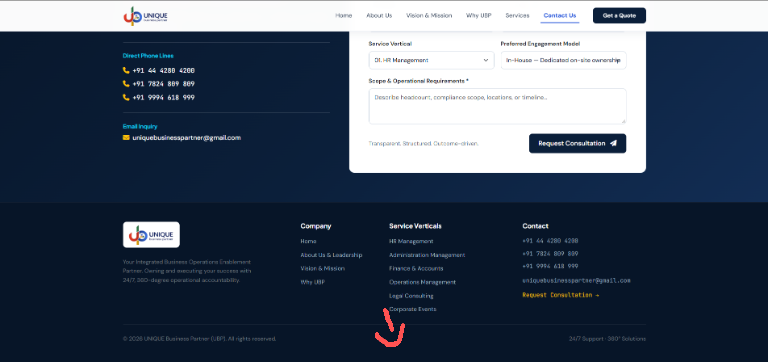 UNIQUE
Home
About Us
Vision & Mission
Why UBP
Services
Contact Us
Get a Quote
Direct Phone Lines
+91 44 4280 4200
+91 7824 809 809
+91 9994 618 999
Email Inquiry
uniquebusinesspartner@gmail.com
Service Vertical
Preferred Engagement Model
01. HR Management
In-House — Dedicated on-site ownership
Scope & Operational Requirements *
Describe headcount, compliance scope, locations, or timeline...
Transparent. Structured. Outcome-driven.
Request Consultation
UNIQUE
Your Integrated Business Operations Enablement
Partner. Owning and executing your success with
24/7, 360-degree operational accountability.
Company
Home
About Us & Leadership
Vision & Mission
Why UBP
Service Verticals
HR Management
Administration Management
Finance & Accounts
Operations Management
Legal Consulting
Corporate Events
Contact
+91 44 4280 4200
+91 7824 809 809
+91 9994 618 999
uniquebusinesspartner@gmail.com
Request Consultation →
© 2026 UNIQUE Business Partner (UBP). All rights reserved.
24/7 Support · 360° Solutions